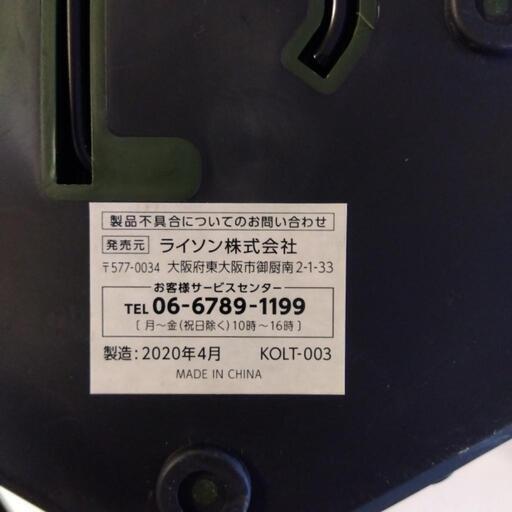 製品不具合についてのお問い合わせ
発売元 ライソン株式会社
〒577-0034 大阪府東大阪市御厨南2-1-33
お客様サービスセンター
TEL 06-6789-1199
［月～金(祝日除く)10時～16時］
製造:2020年4月 KOLT-003
MADE IN CHINA